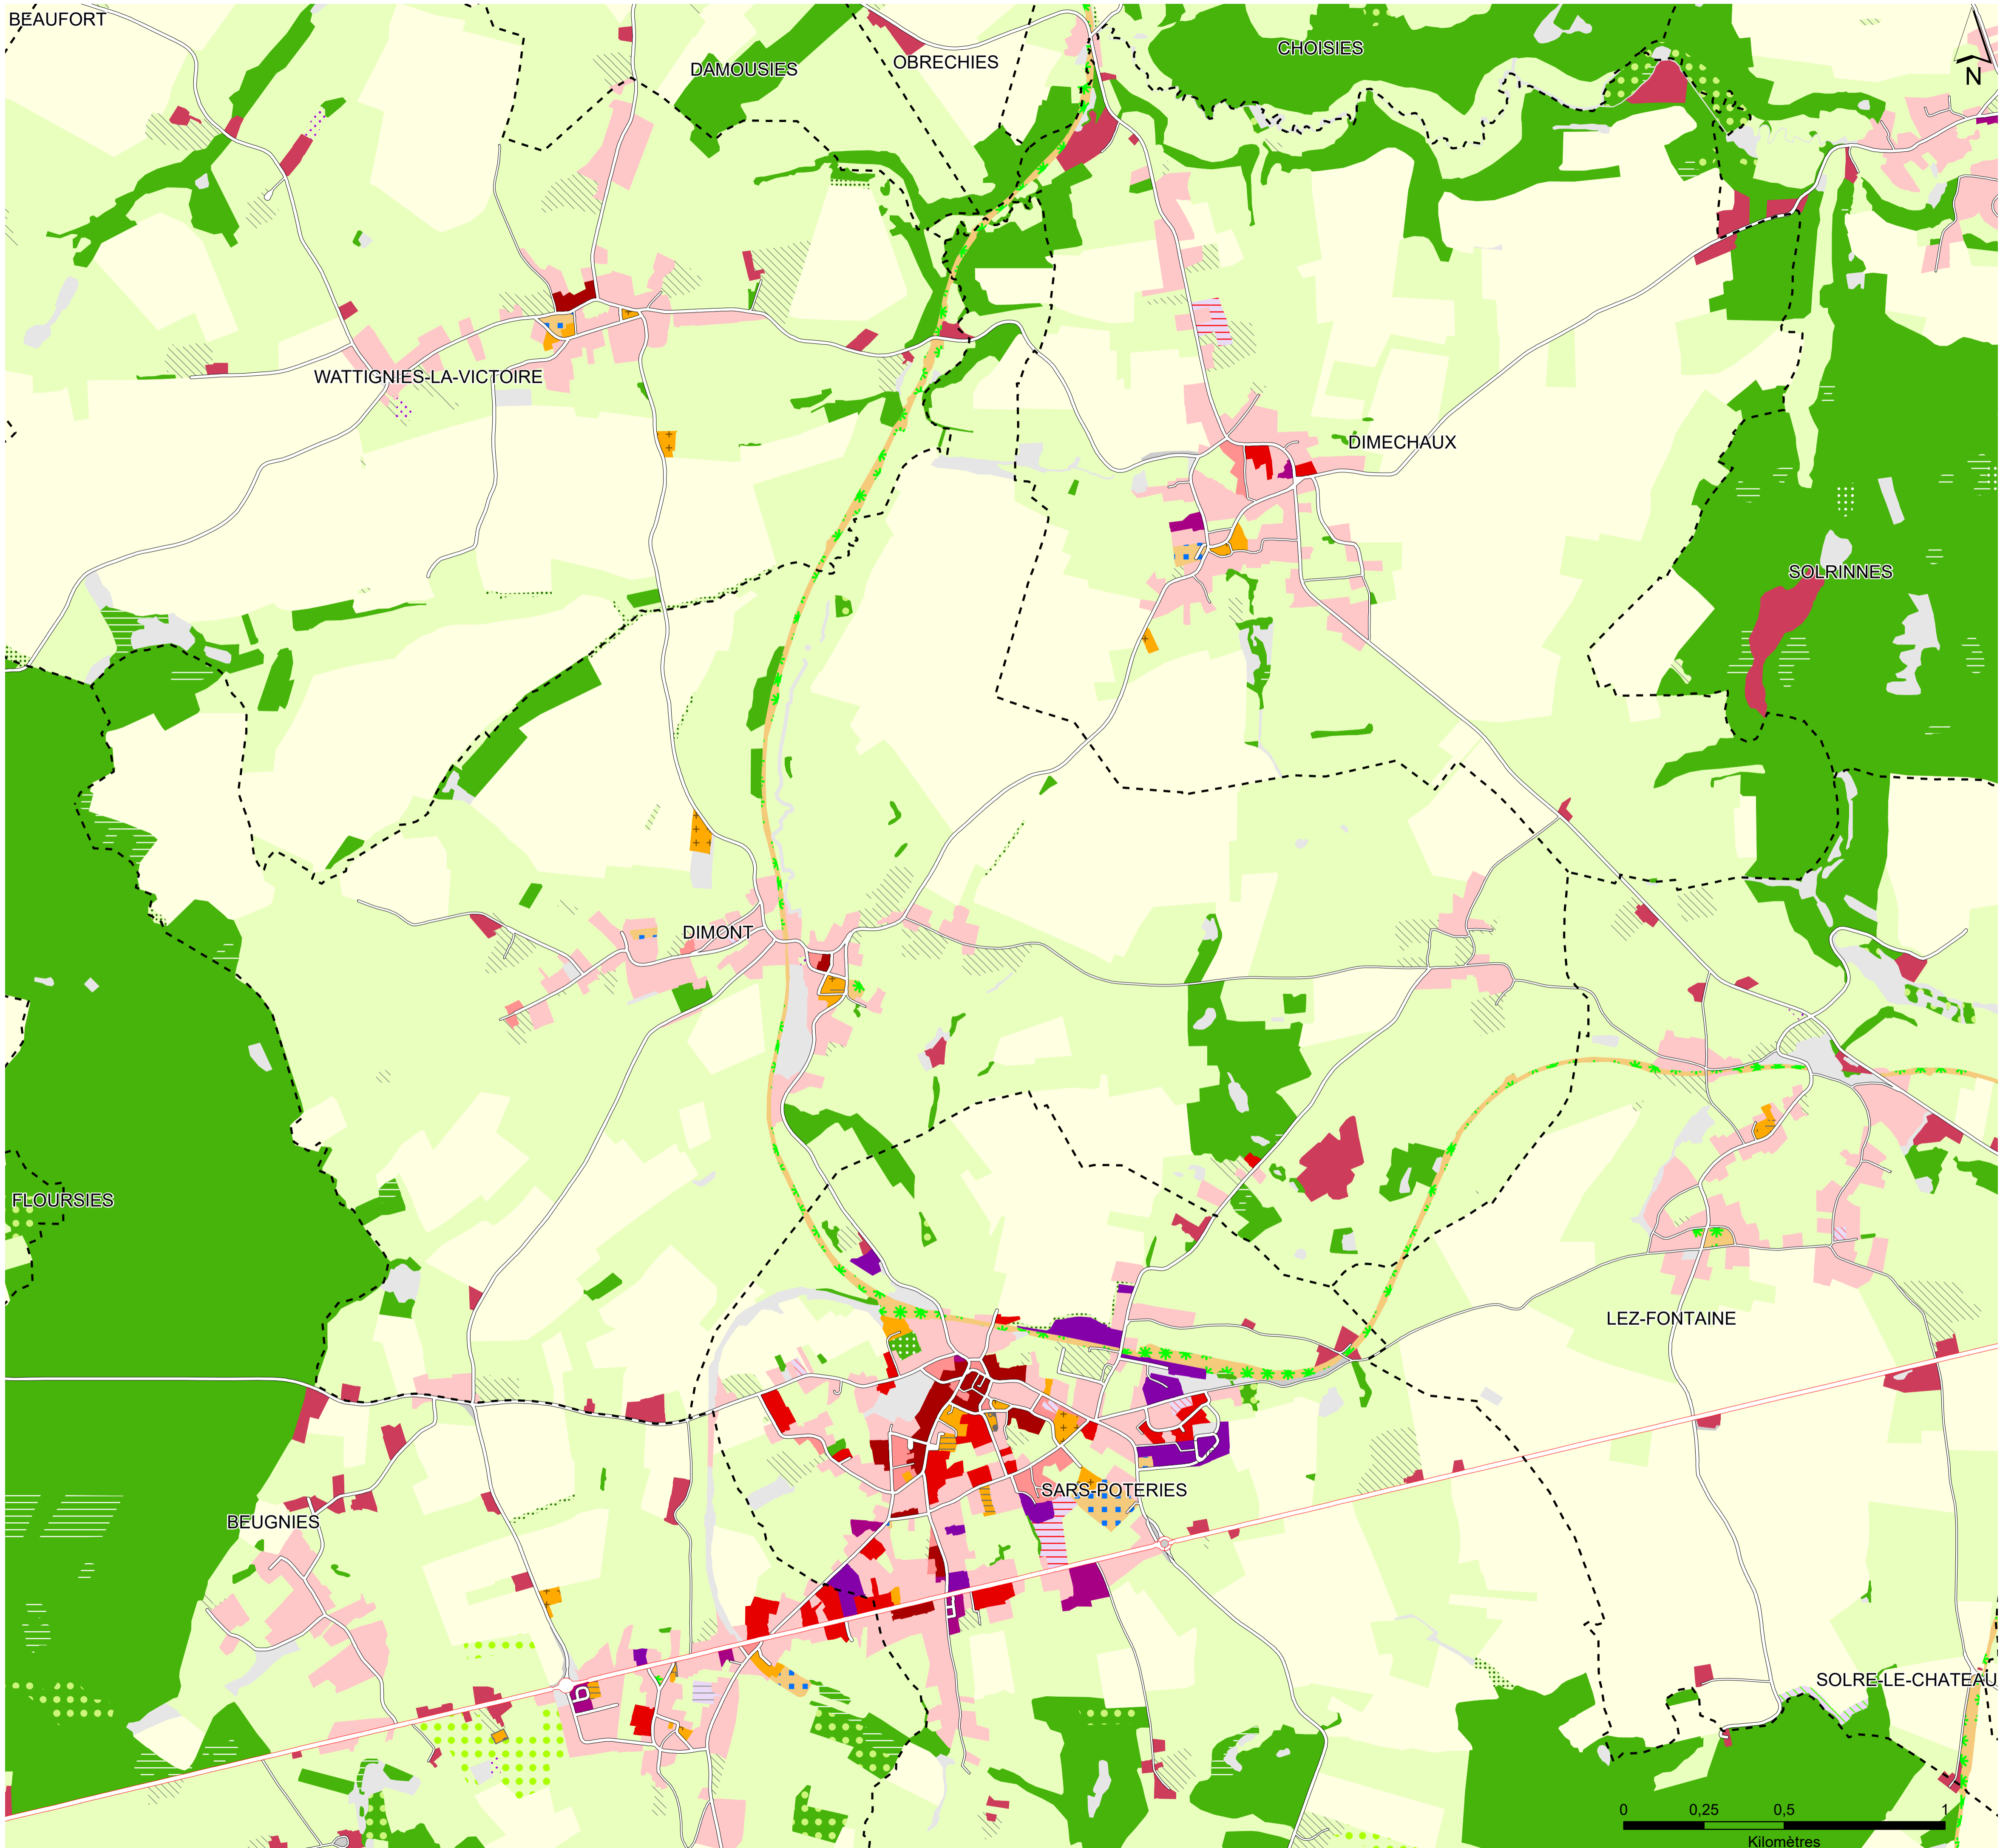 BEAUFORT
DAMOUSIES
OBRECHIES
CHOISIES
N
WATTIGNIES-LA-VICTOIRE
DIMECHAUX
SOLRINNES
DIMONT
FLOURSIES
LEZ-FONTAINE
BEUGNIES
SARS-POTERIES
SOLRE-LE-CHATEAU
0 0,25 0,5 1
Kilomètres